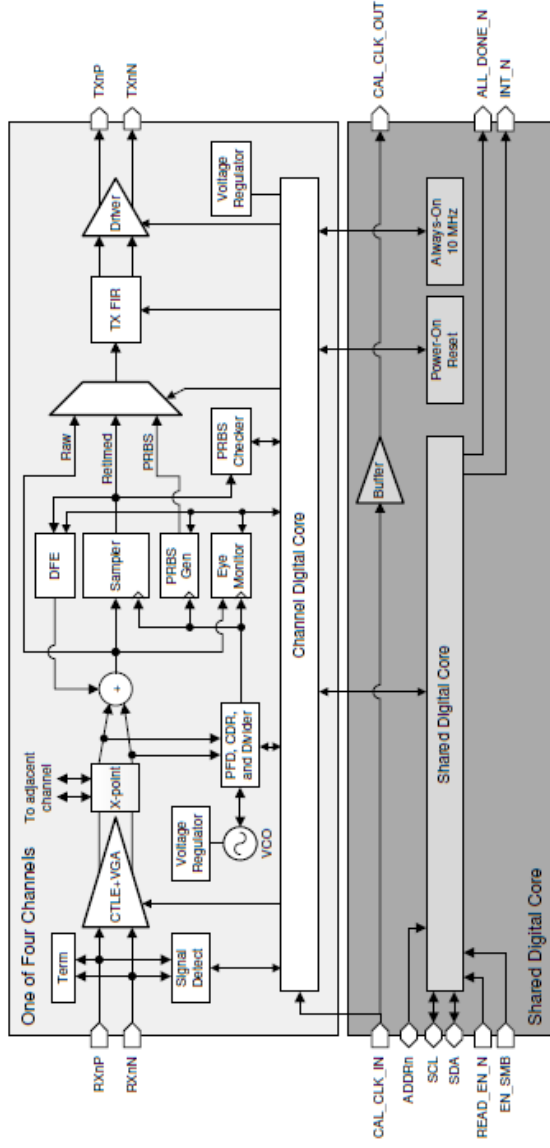 One of Four Channels
RXnP
RXnN
Term
Signal
Detect
CTLE+VGA
To adjacent
channel
X-point
Voltage
Regulator
VCO
PFD, CDR,
and Divider
+
DFE
Sampler
PRBS
Gen
Eye
Monitor
Raw
Retimed
PRBS
PRBS
Checker
TX FIR
Driver
Voltage
Regulator
TXnP
TXnN
Channel Digital Core
CAL_CLK_IN
ADDRn
SCL
SDA
READ_EN_N
EN_SMB
Buffer
Shared Digital Core
Power-On
Reset
Always-On
10 MHz
CAL_CLK_OUT
ALL_DONE_N
INT_N
Shared Digital Core